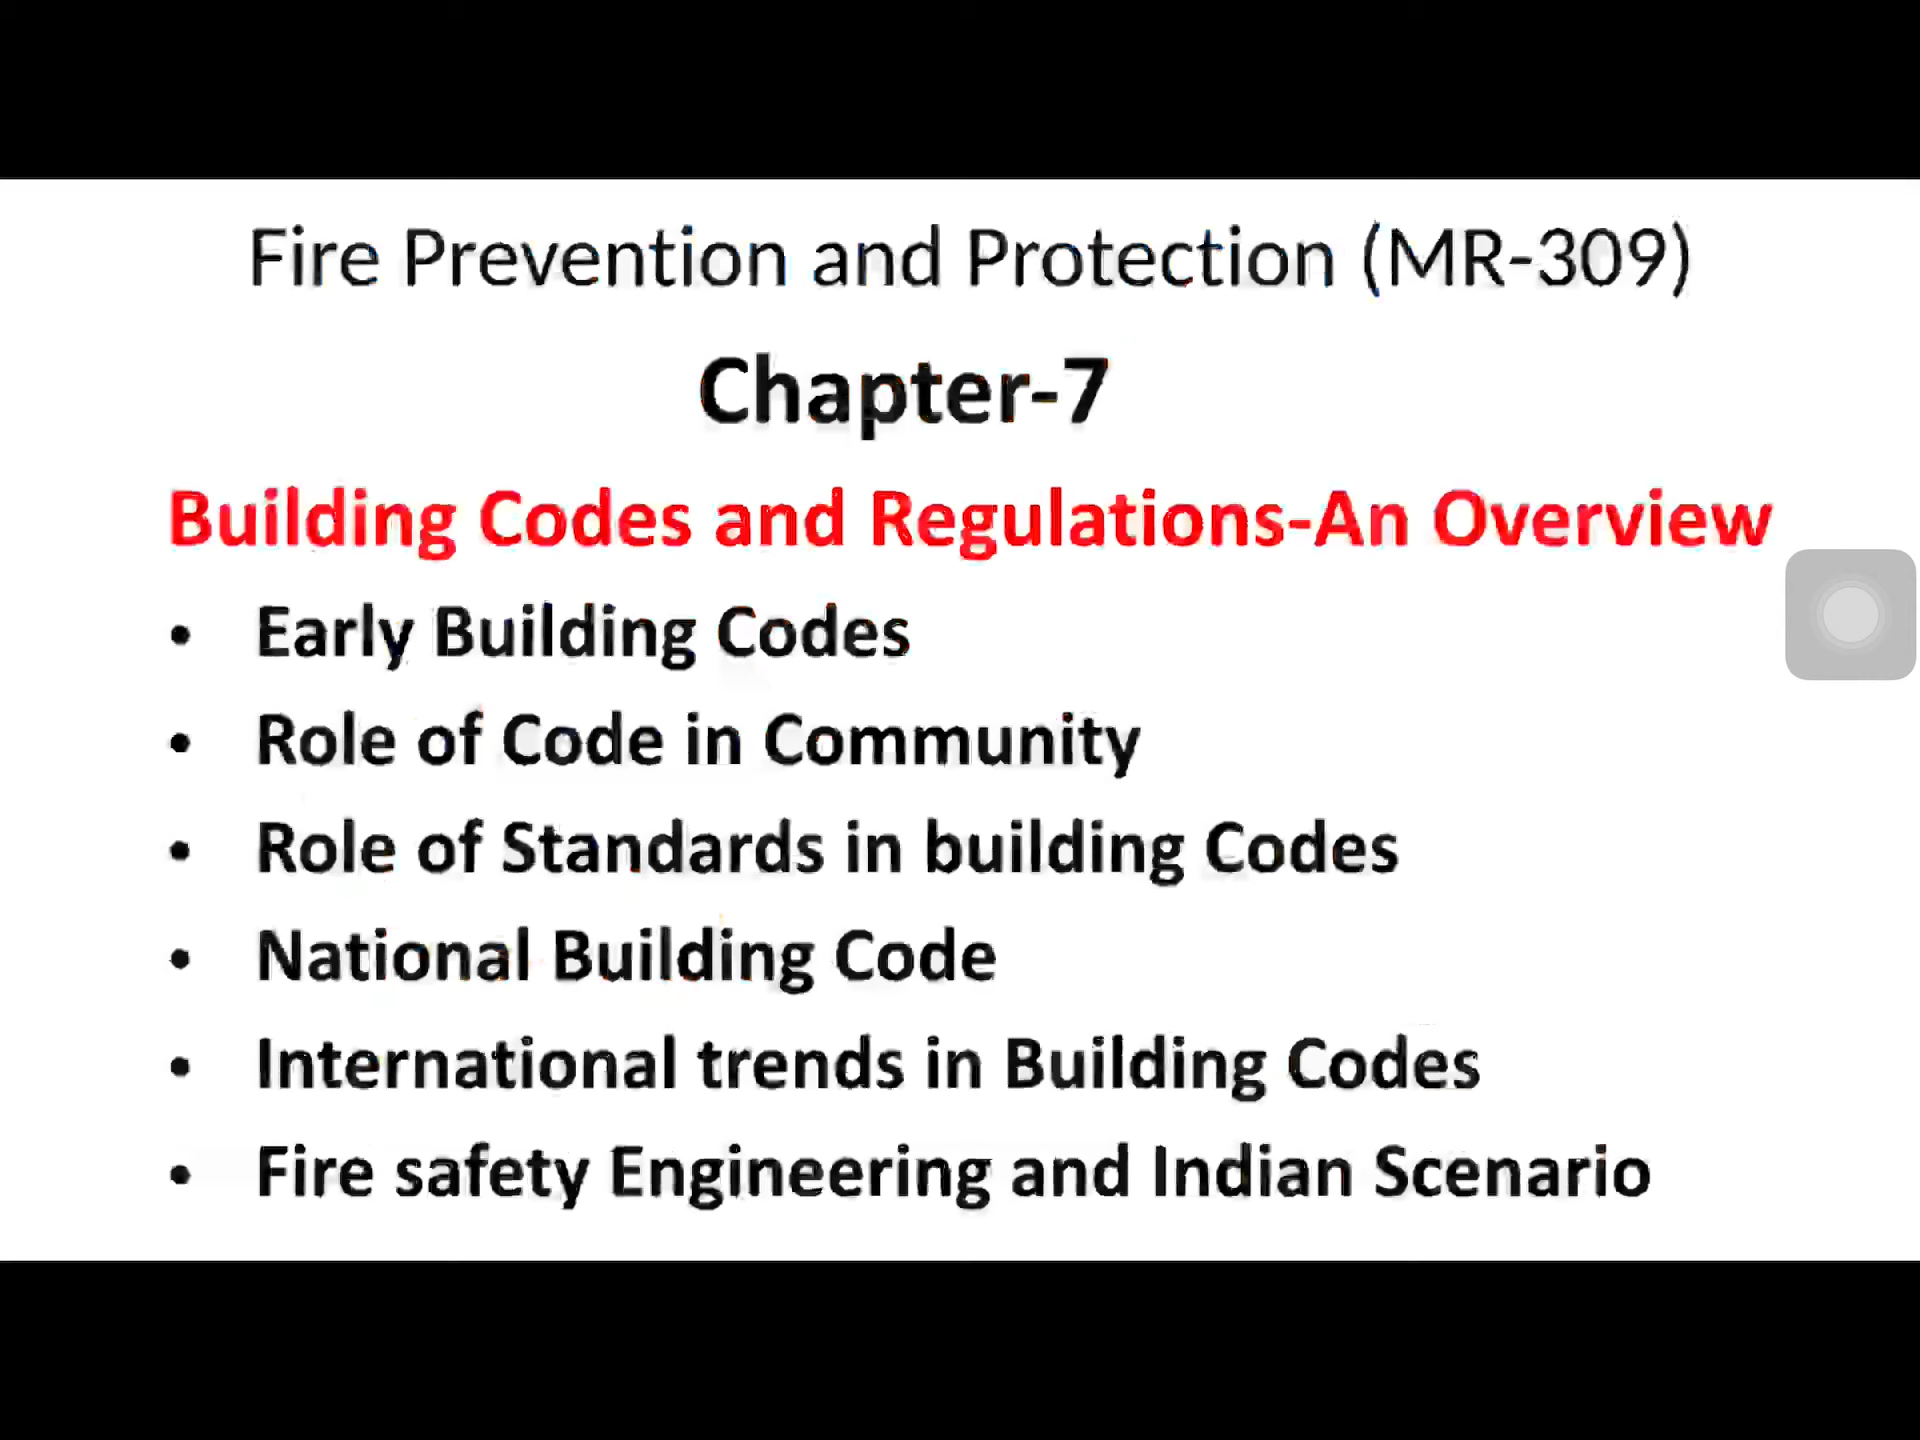 Fire Prevention and Protection (MR-309)
Chapter-7
Building Codes and Regulations-An Overview
• Early Building Codes
• Role of Code in Community
• Role of Standards in building Codes
• National Building Code
• International trends in Building Codes
• Fire safety Engineering and Indian Scenario